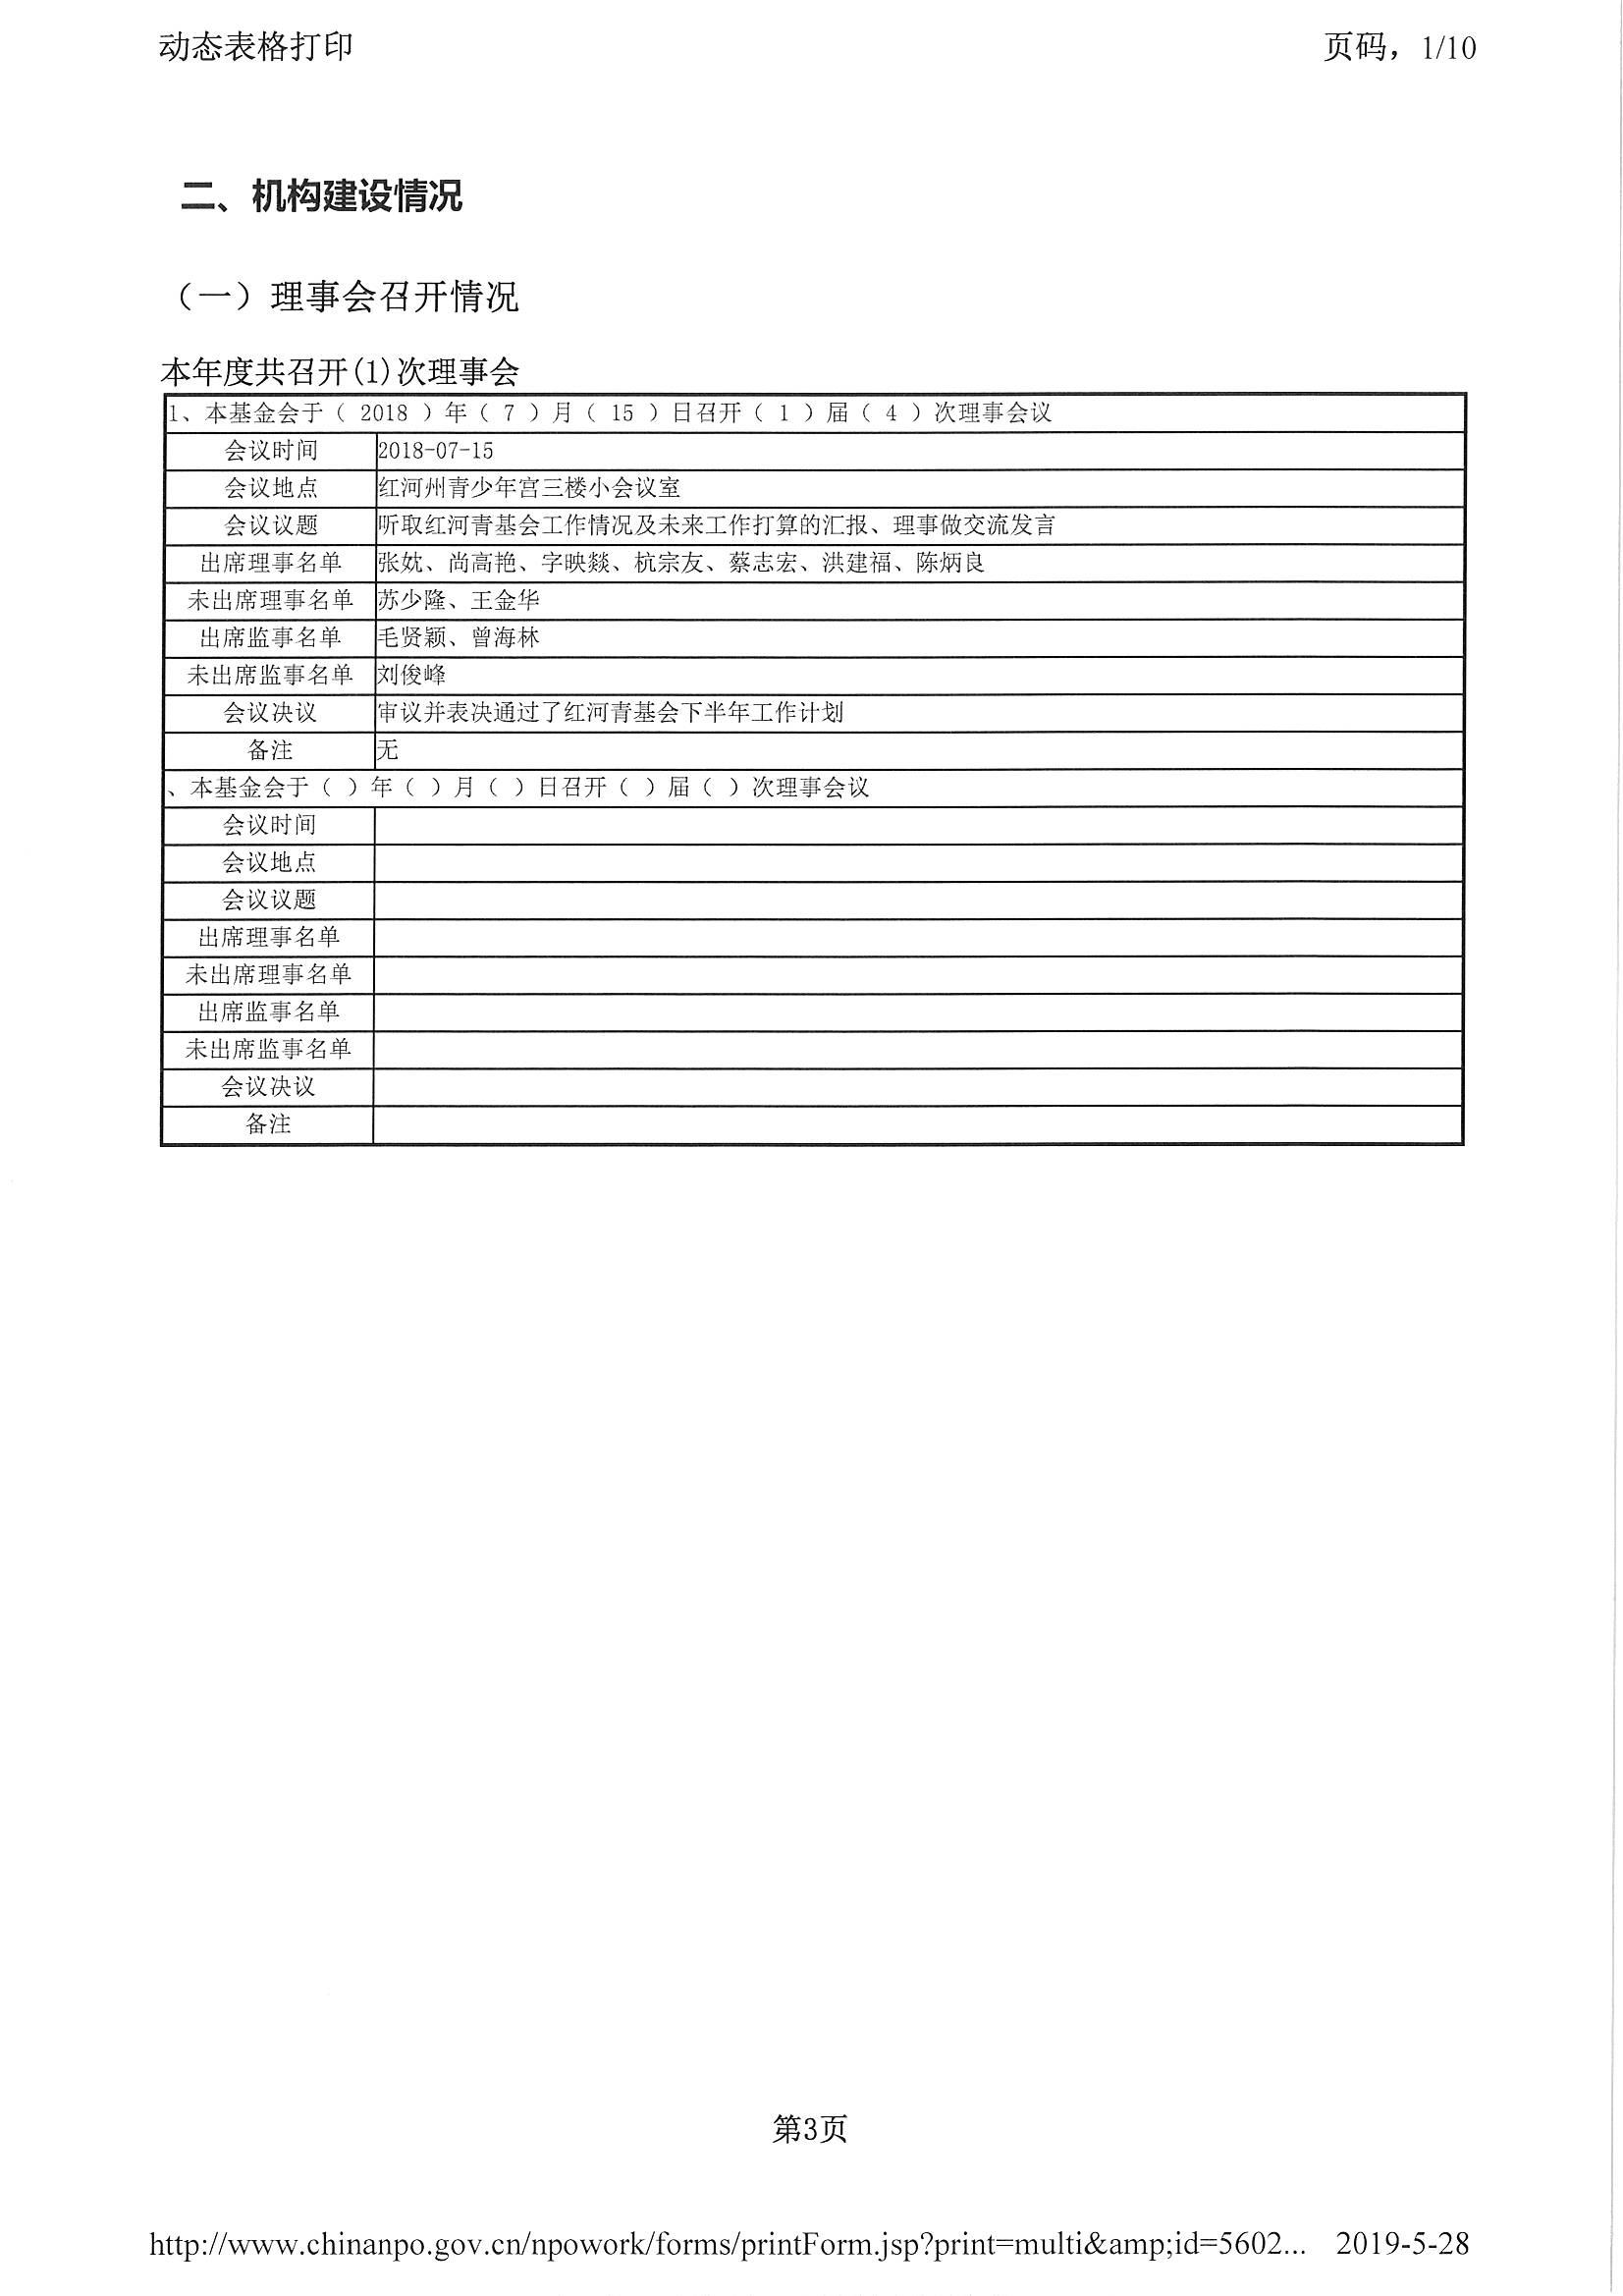 动态表格打印
页码，1/10
二、机构建设情况
（一）理事会召开情况
本年度共召开(1)次理事会
1、本基金会于（ 2018 ）年（ 7 ）月（ 15 ）日召开（ 1 ）届（ 4 ）次理事会议
会议时间 2018-07-15
会议地点 红河州青少年宫三楼小会议室
会议议题 听取红河青基会工作情况及未来工作打算的汇报、理事做交流发言
出席理事名单 张妉、尚高艳、字映燚、杭宗友、蔡志宏、洪建福、陈炳良
未出席理事名单 苏少隆、王金华
出席监事名单 毛贤颖、曾海林
未出席监事名单 刘俊峰
会议决议 审议并表决通过了红河青基会下半年工作计划
备注 无
、本基金会于（ ）年（ ）月（ ）日召开（ ）届（ ）次理事会议
会议时间
会议地点
会议议题
出席理事名单
未出席理事名单
出席监事名单
未出席监事名单
会议决议
备注
第3页
http://www.chinanpo.gov.cn/npowork/forms/printForm.jsp?print=multi&amp;id=5602... 2019-5-28